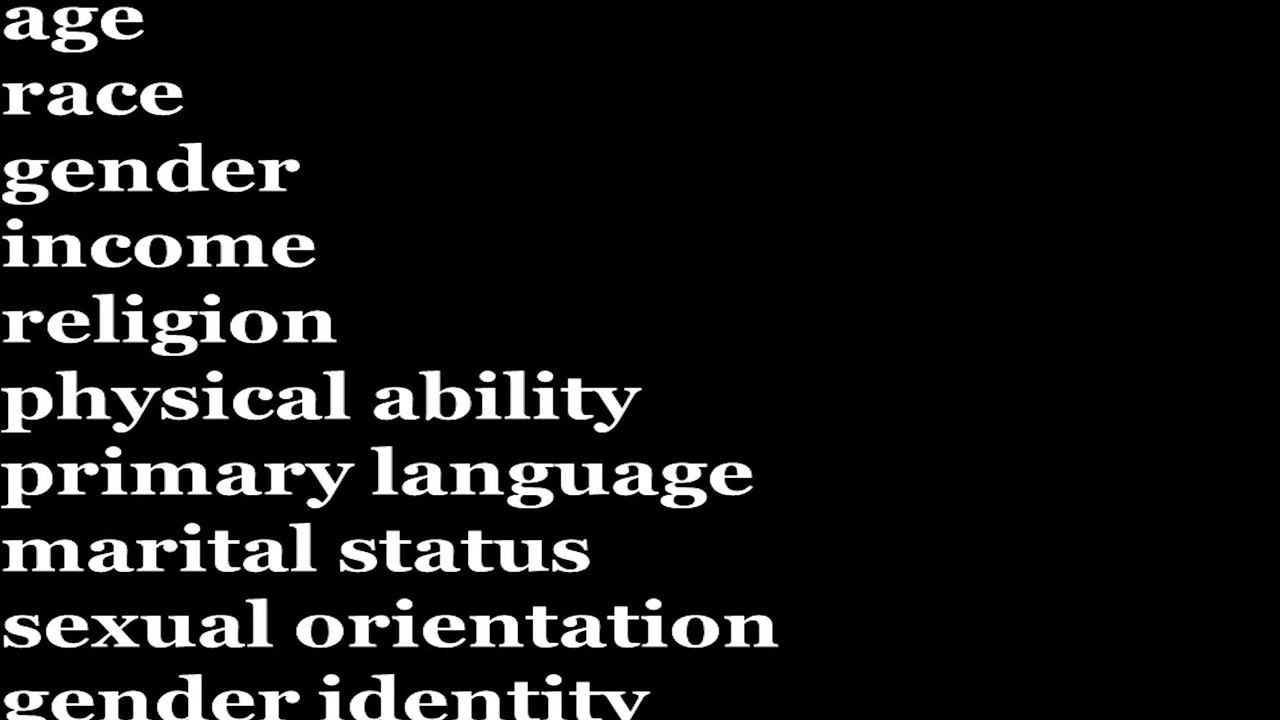 age
race
gender
income
religion
physical ability
primary language
marital status
sexual orientation
gender identity